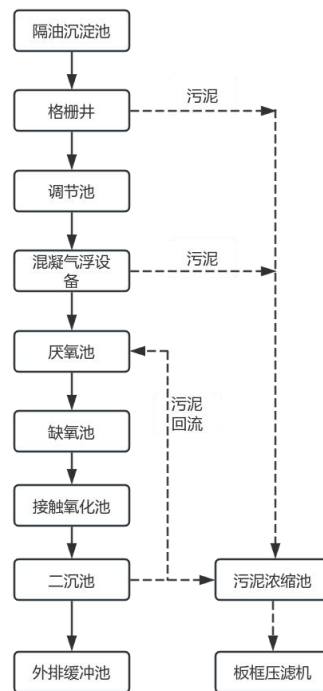 隔油沉淀池
格栅井
污泥
调节池
混凝气浮设
备
污泥
厌氧池
污泥
回流
缺氧池
接触氧化池
二沉池
污泥浓缩池
外排缓冲池
板框压滤机